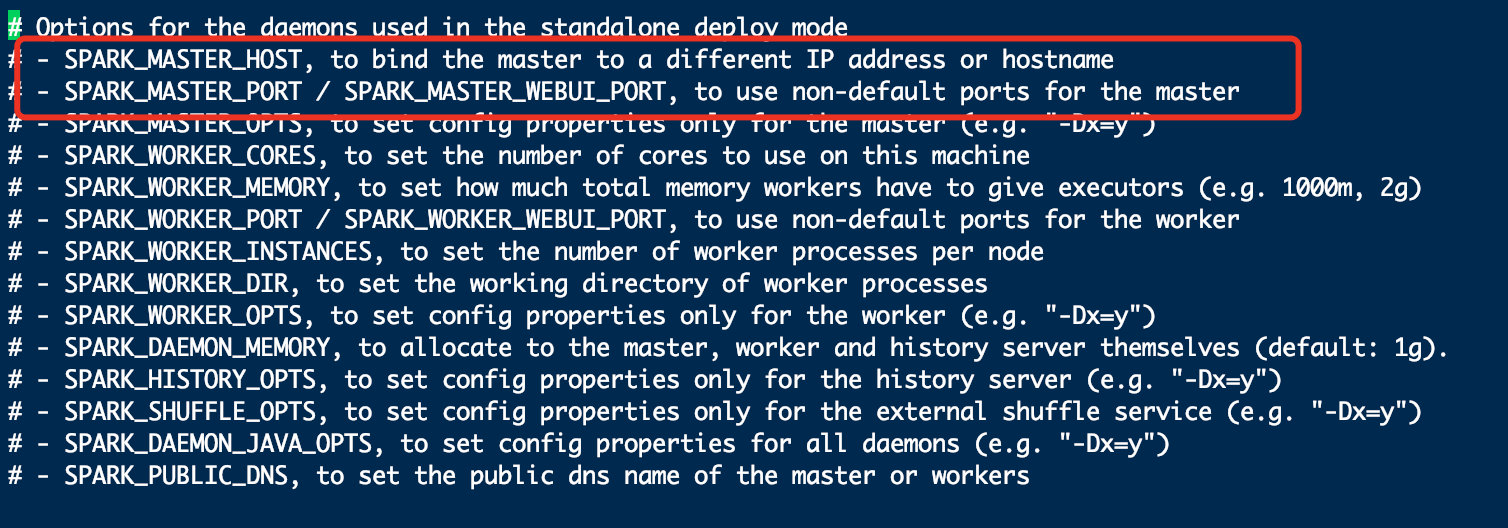 # Options for the daemons used in the standalone deploy mode
# - SPARK_MASTER_HOST, to bind the master to a different IP address or hostname
# - SPARK_MASTER_PORT / SPARK_MASTER_WEBUI_PORT, to use non-default ports for the master
# - SPARK_MASTER_OPTS, to set config properties only for the master (e.g. "-Dx=y")
# - SPARK_WORKER_CORES, to set the number of cores to use on this machine
# - SPARK_WORKER_MEMORY, to set how much total memory workers have to give executors (e.g. 1000m, 2g)
# - SPARK_WORKER_PORT / SPARK_WORKER_WEBUI_PORT, to use non-default ports for the worker
# - SPARK_WORKER_INSTANCES, to set the number of worker processes per node
# - SPARK_WORKER_DIR, to set the working directory of worker processes
# - SPARK_WORKER_OPTS, to set config properties only for the worker (e.g. "-Dx=y")
# - SPARK_DAEMON_MEMORY, to allocate to the master, worker and history server themselves (default: 1g).
# - SPARK_HISTORY_OPTS, to set config properties only for the history server (e.g. "-Dx=y")
# - SPARK_SHUFFLE_OPTS, to set config properties only for the external shuffle service (e.g. "-Dx=y")
# - SPARK_DAEMON_JAVA_OPTS, to set config properties for all daemons (e.g. "-Dx=y")
# - SPARK_PUBLIC_DNS, to set the public dns name of the master or workers